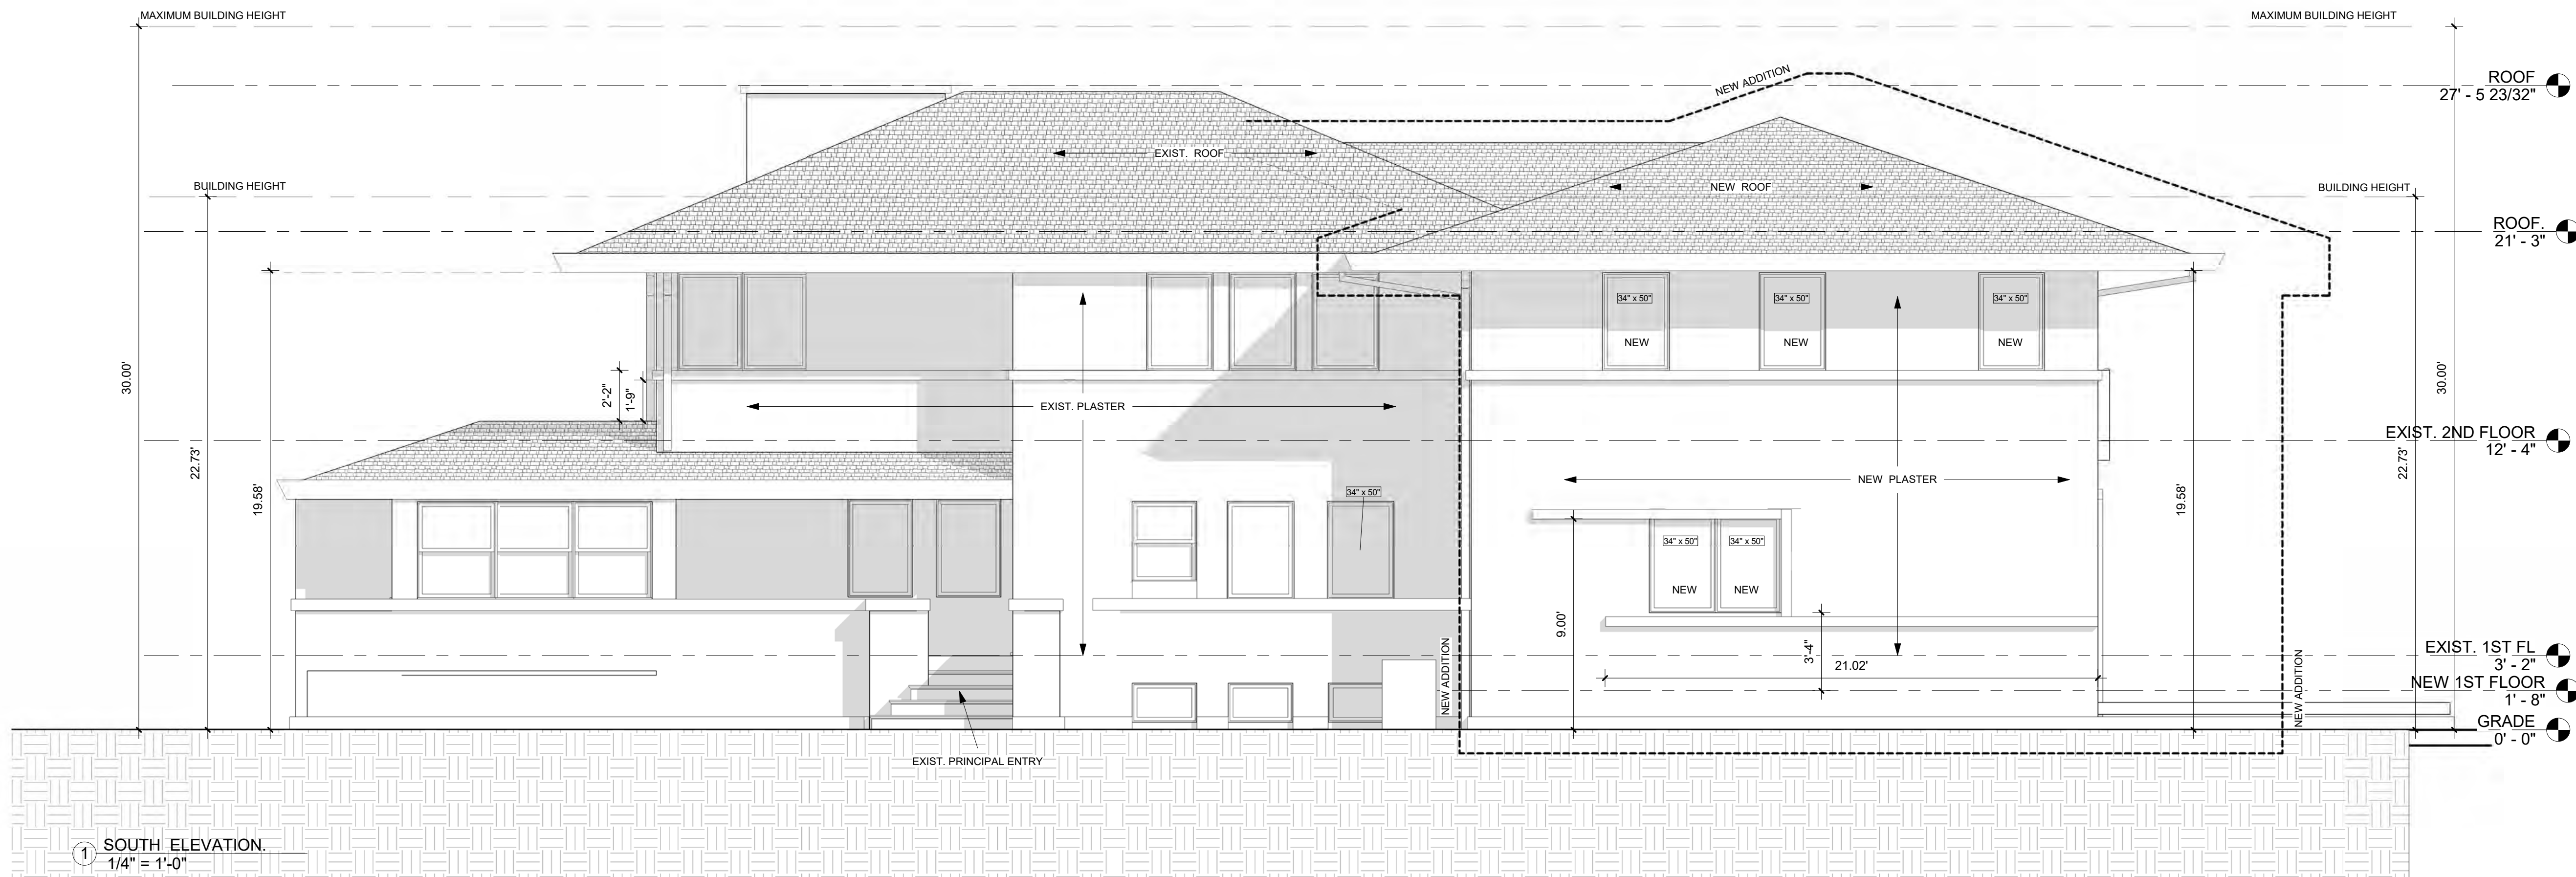 MAXIMUM BUILDING HEIGHT
MAXIMUM BUILDING HEIGHT
NEW ADDITION
ROOF
27' - 5 23/32"
EXIST. ROOF
NEW ROOF
BUILDING HEIGHT
BUILDING HEIGHT
ROOF.
21' - 3"
34" x 50"
34" x 50"
34" x 50"
NEW
NEW
NEW
30.00'
2'-2"
1'-9"
30.00'
EXIST. PLASTER
EXIST. 2ND FLOOR
12' - 4"
22.73'
19.58'
34" x 50"
NEW PLASTER
19.58'
22.73'
34" x 50"
34" x 50"
NEW
NEW
9.00'
3'-4"
21.02'
EXIST. 1ST FL
3' - 2"
NEW ADDITION
NEW ADDITION
NEW 1ST FLOOR
1' - 8"
GRADE
0' - 0"
EXIST. PRINCIPAL ENTRY
1 SOUTH ELEVATION.
1/4" = 1'-0"